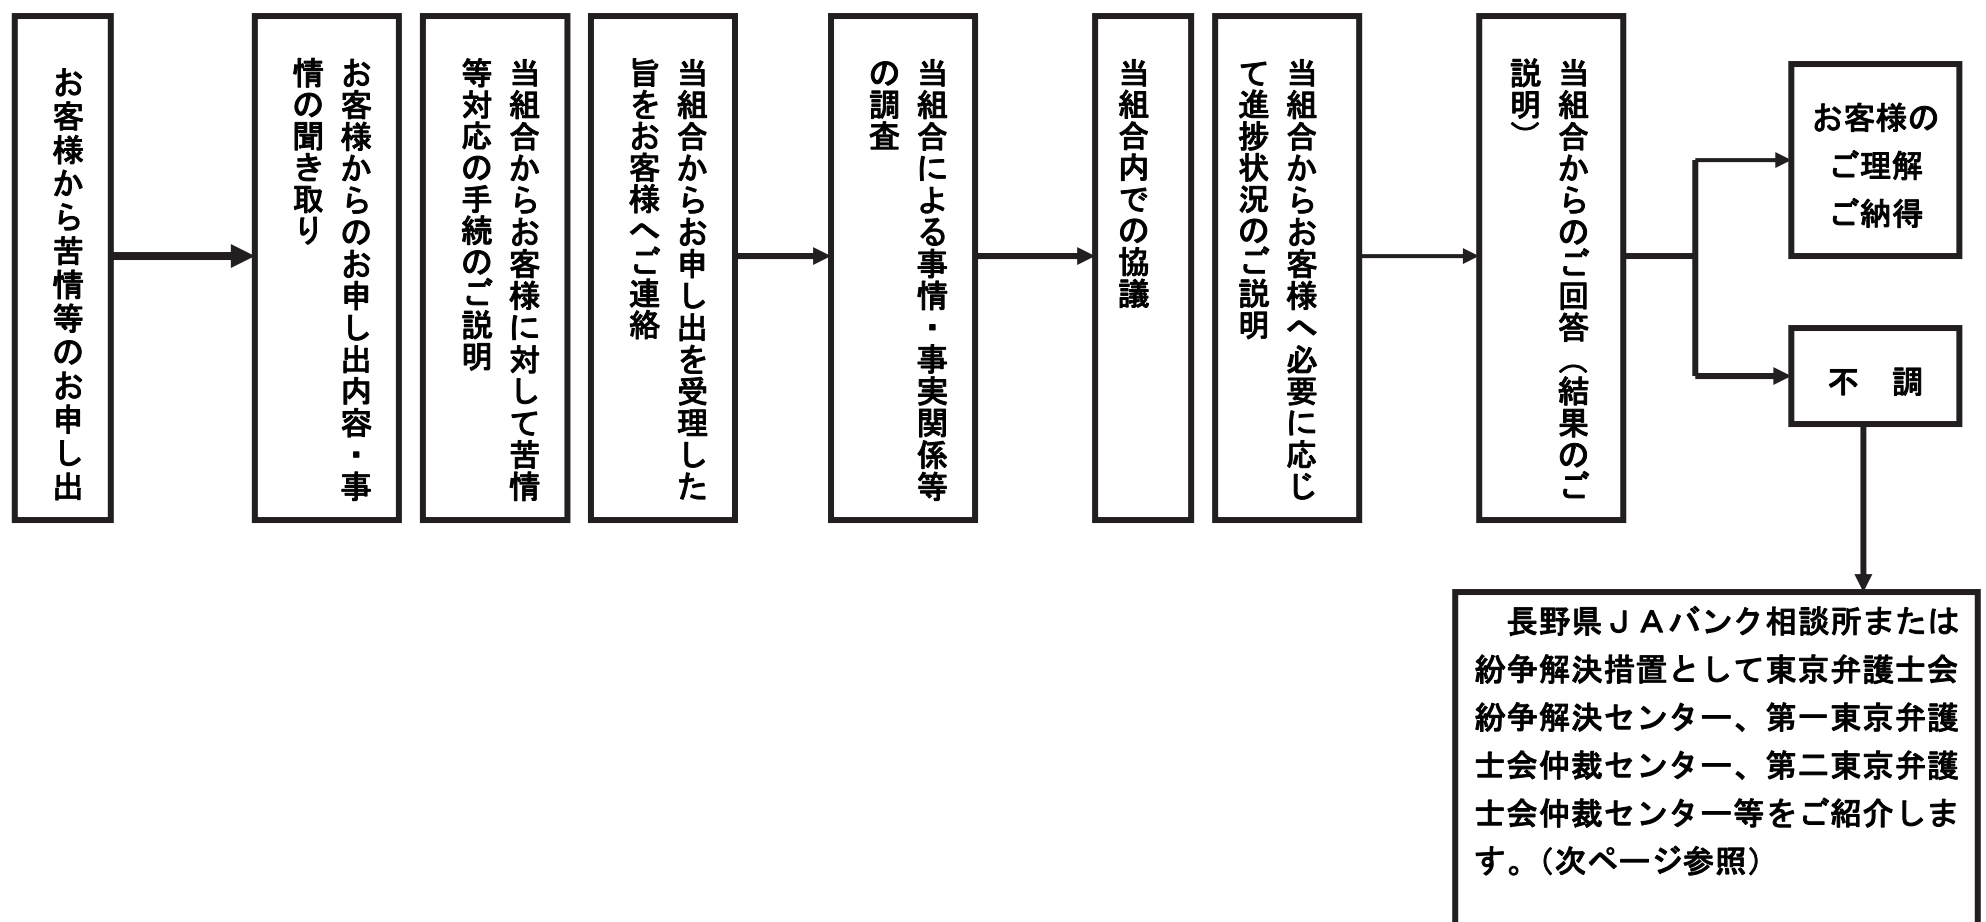 お客様から苦情等のお申し出
お客様からのお申し出内容・事
情の聞き取り
当組合からお客様に対して苦情
等対応の手続のご説明
当組合からお申し出を受理した
旨をお客様へご連絡
当組合による事情・事実関係等
の調査
当組合内での協議
当組合からお客様へ必要に応じ
て進捗状況のご説明
当組合からのご回答（結果のご
説明）
お客様の
ご理解
ご納得
不　調
長野県ＪＡバンク相談所または
紛争解決措置として東京弁護士会
紛争解決センター、第一東京弁護
士会仲裁センター、第二東京弁護
士会仲裁センター等をご紹介しま
す。（次ページ参照）